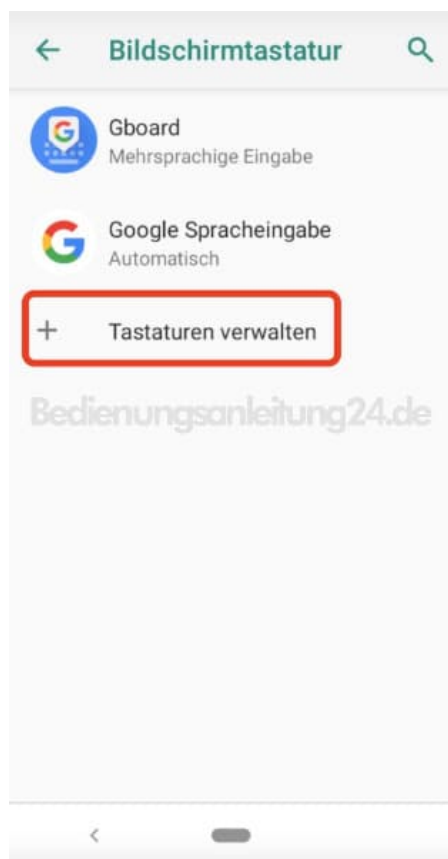 Bildschirmtastatur
Gboard
Mehrsprachige Eingabe
Google Spracheingabe
Automatisch
Tastaturen verwalten
Bedienungsanleitung24.de